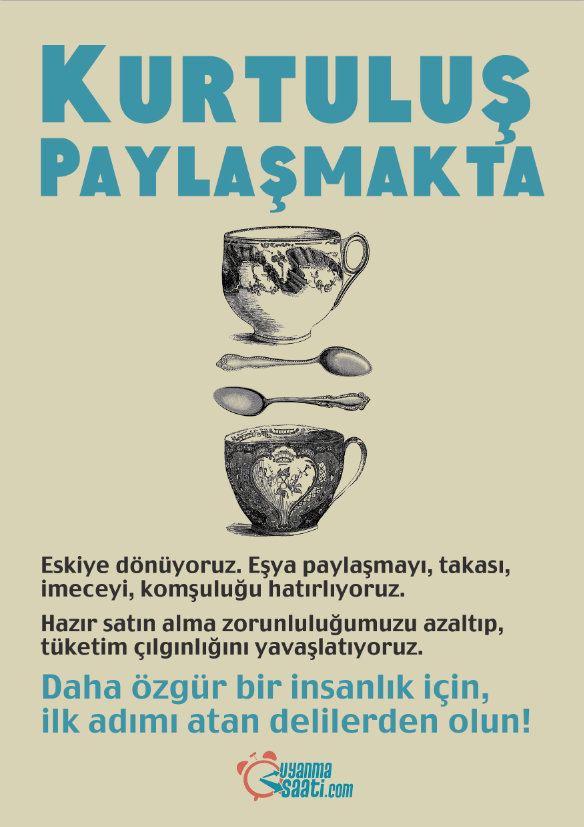 KURTULUŞ
PAYLAŞMAKTA
Eskiye dönüyoruz. Eşya paylaşmayı, takası,
imeceyi, komşuluğu hatırlıyoruz.
Hazır satın alma zorunluluğumuzu azaltıp,
tüketim çılgınlığını yavaşlatıyoruz.
Daha özgür bir insanlık için,
ilk adımı atan delilerden olun!
uyanma
saati.com